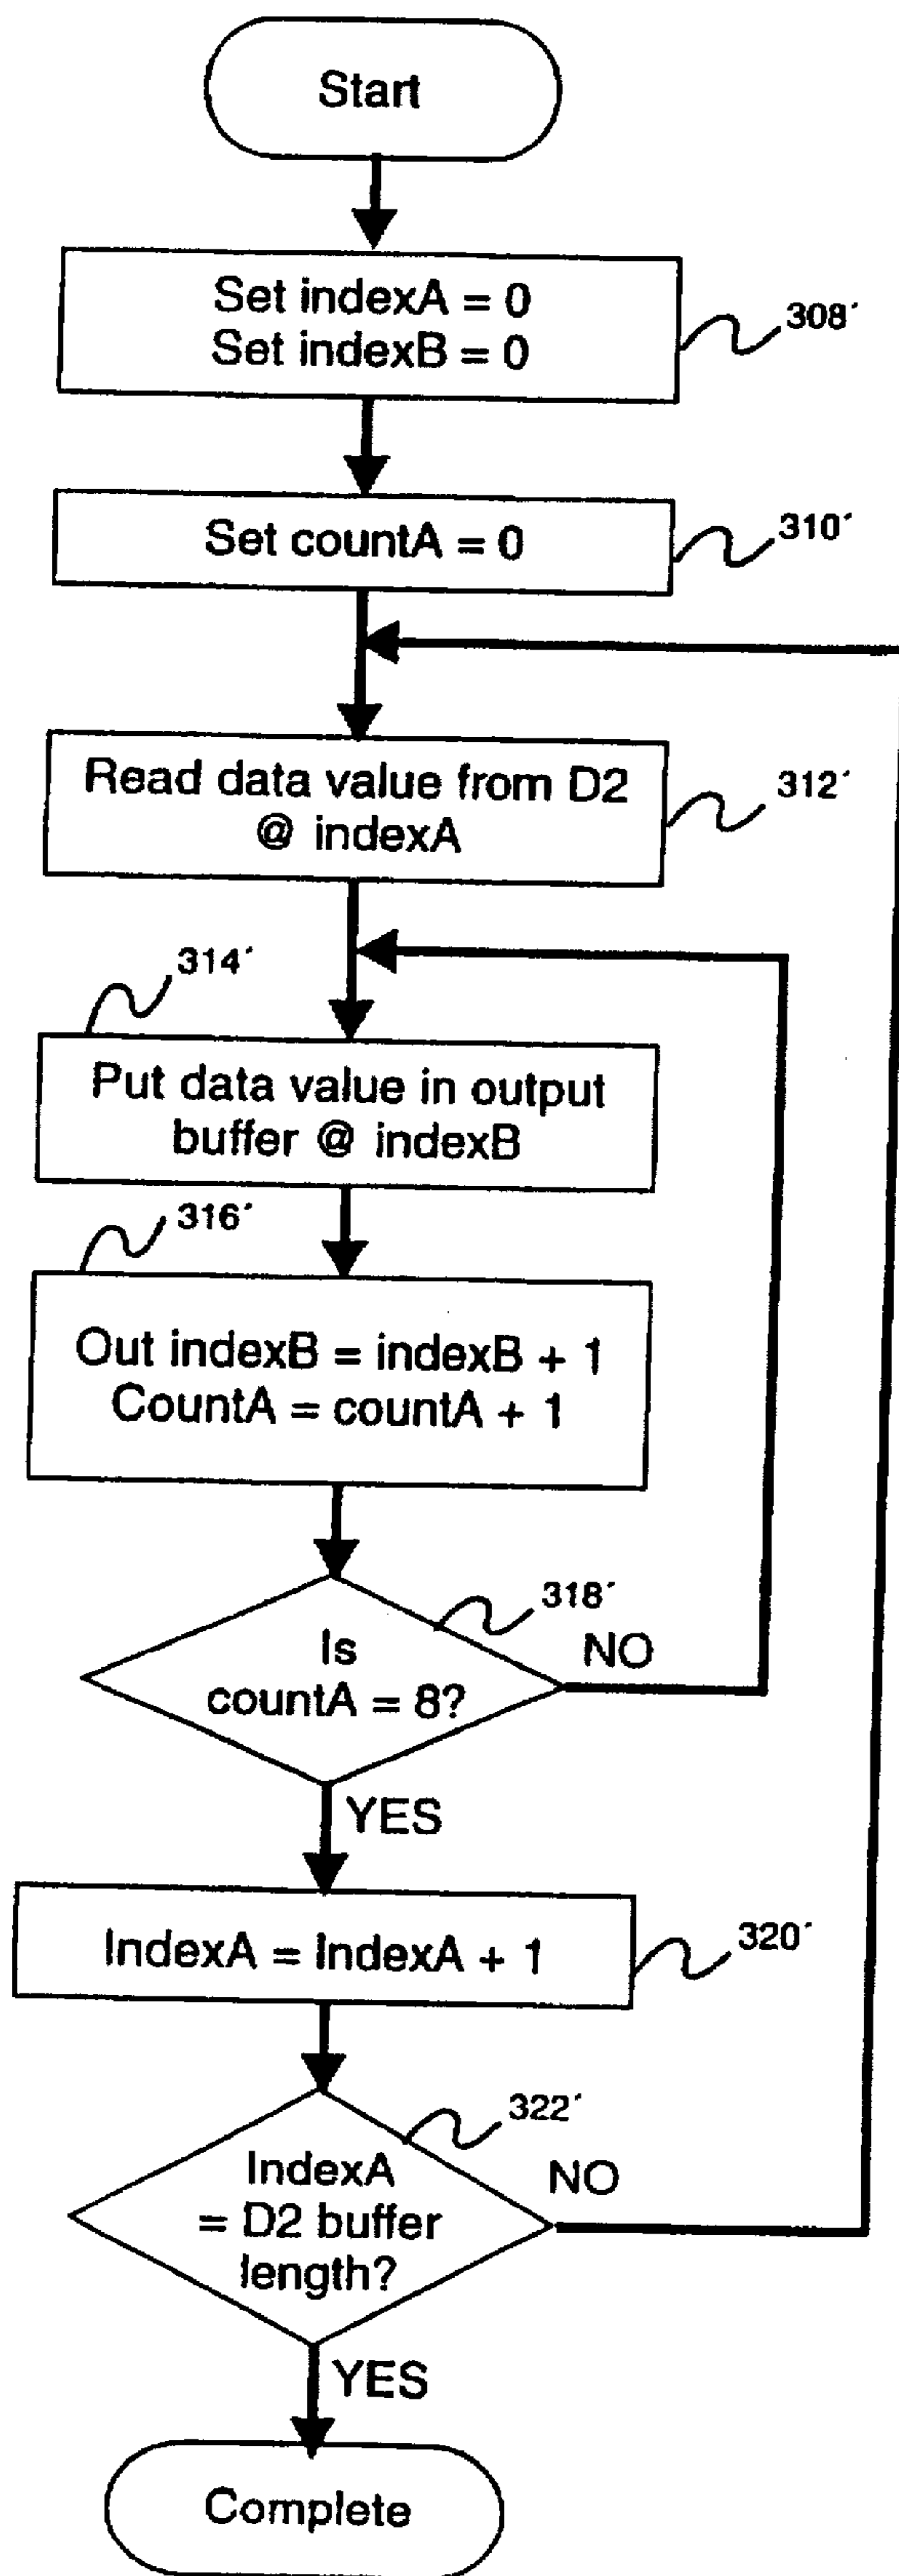 Start
Set indexA = 0
Set indexB = 0
308´
Set countA = 0
310´
Read data value from D2
@ indexA
312´
314´
Put data value in output
buffer @ indexB
316´
Out indexB = indexB + 1
CountA = countA + 1
318´
Is
countA = 8?
NO
YES
IndexA = IndexA + 1
320´
322´
IndexA
= D2 buffer
length?
NO
YES
Complete